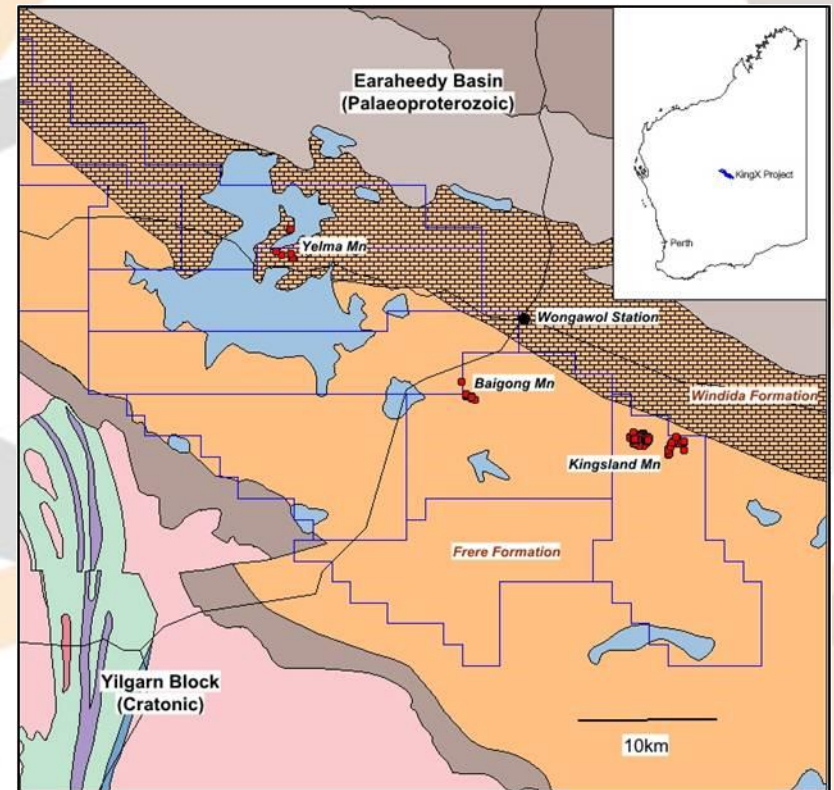 Earaheedy Basin
(Palaeoproterozoic)
KingX Project
Perth
Yelma Mn
Wongawol Station
Baigong Mn
Windida Formation
Kingsland Mn
Frere Formation
Yilgarn Block
(Cratonic)
10km